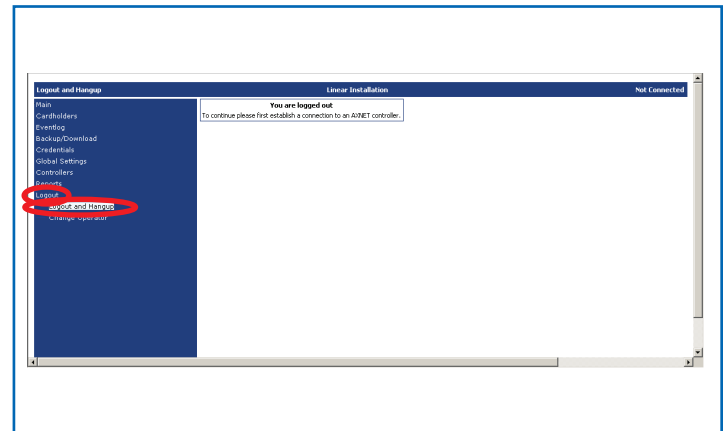 Logout and Hangup Linear Installation Not Connected
Main
Cardholders
Eventlog
Backup/Download
Credentials
Global Settings
Controllers
Reports
Logout
Logout and Hangup
Change Operator
You are logged out
To continue please first establish a connection to an AXNET controller.